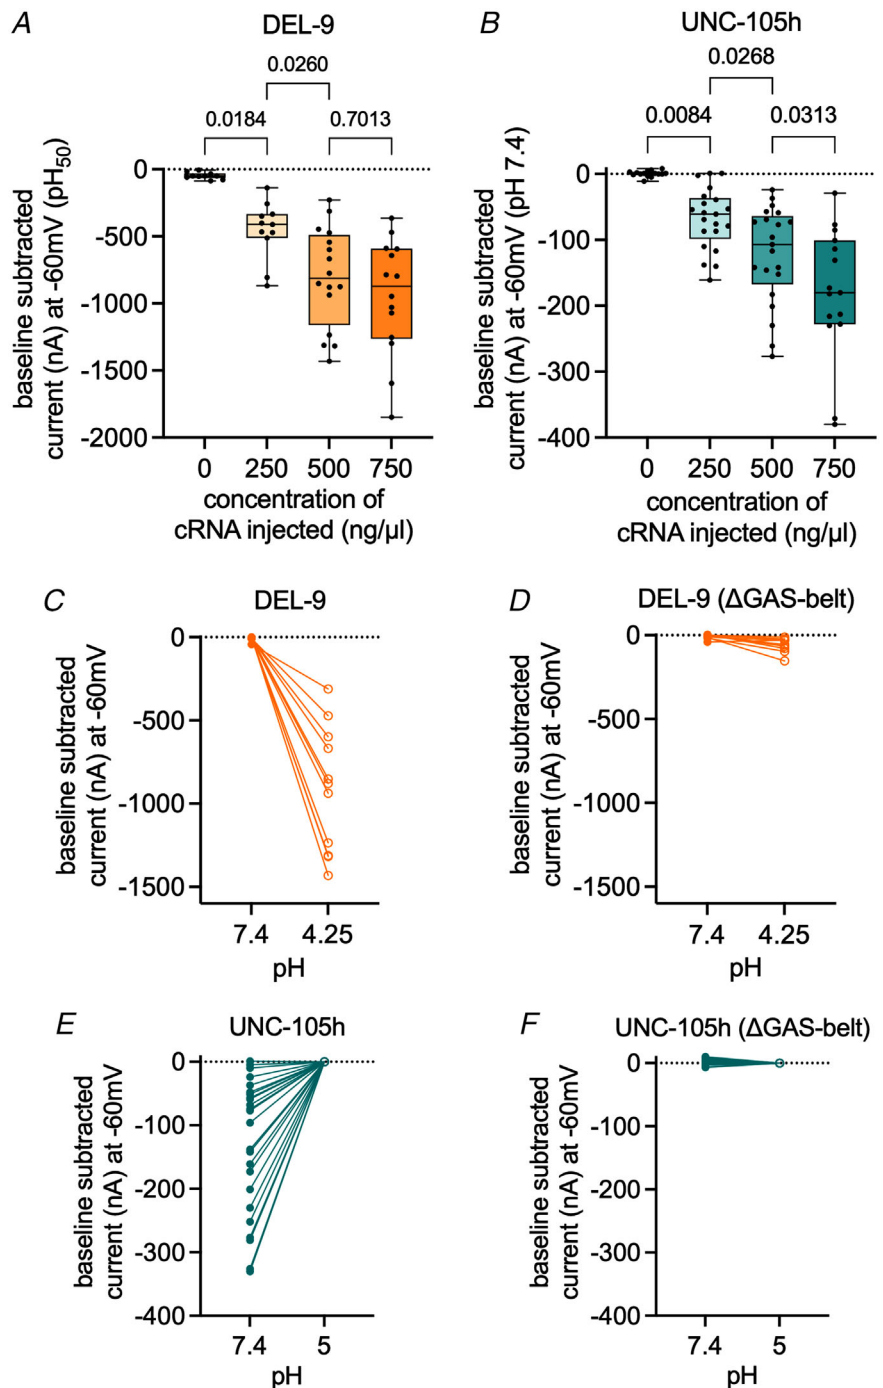 A
DEL-9
0.0260
0.0184
0.7013
baseline subtracted
current (nA) at -60mV (pH50)
0
-500
-1000
-1500
-2000
0 250 500 750
concentration of
cRNA injected (ng/µl)
B
UNC-105h
0.0268
0.0084
0.0313
baseline subtracted
current (nA) at -60mV (pH 7.4)
0
-100
-200
-300
-400
0 250 500 750
concentration of
cRNA injected (ng/µl)
C
DEL-9
baseline subtracted
current (nA) at -60mV
0
-500
-1000
-1500
7.4 4.25
pH
D
DEL-9 (ΔGAS-belt)
baseline subtracted
current (nA) at -60mV
0
-500
-1000
-1500
7.4 4.25
pH
E
UNC-105h
baseline subtracted
current (nA) at -60mV
0
-100
-200
-300
-400
7.4 5
pH
F
UNC-105h (ΔGAS-belt)
baseline subtracted
current (nA) at -60mV
0
-100
-200
-300
-400
7.4 5
pH